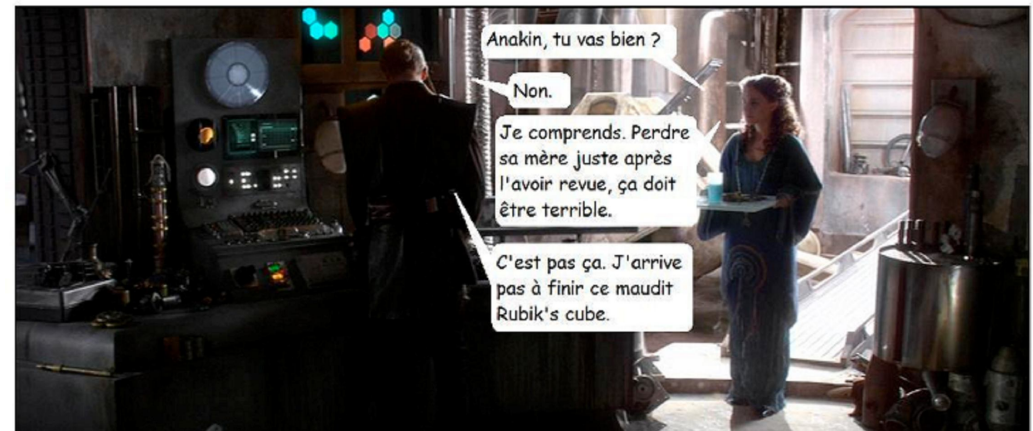 Anakin, tu vas bien ?
Non.
Je comprends. Perdre
sa mère juste après
l'avoir revue, ça doit
être terrible.
C'est pas ça. J'arrive
pas à finir ce maudit
Rubik's cube.